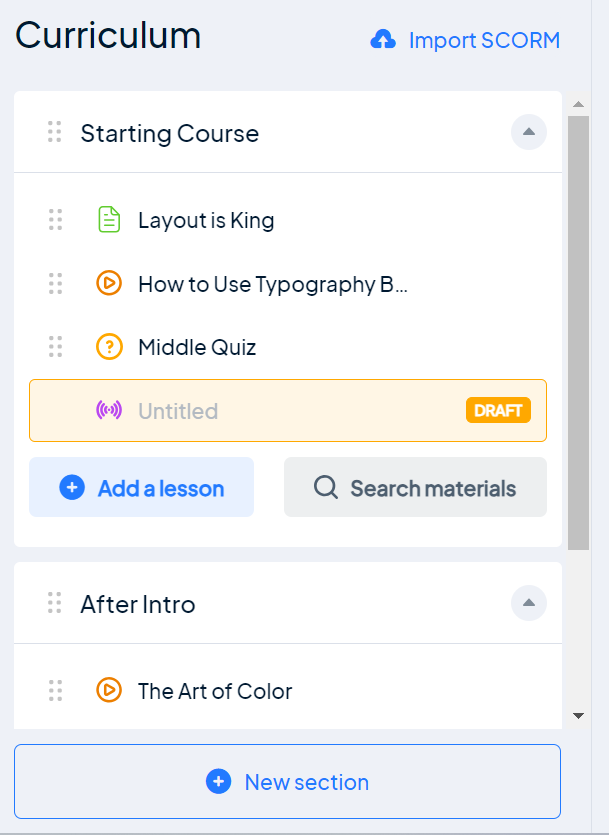 Curriculum
Import SCORM
Starting Course
Layout is King
How to Use Typography B...
?
Middle Quiz
Untitled
DRAFT
Add a lesson
Search materials
After Intro
The Art of Color
New section